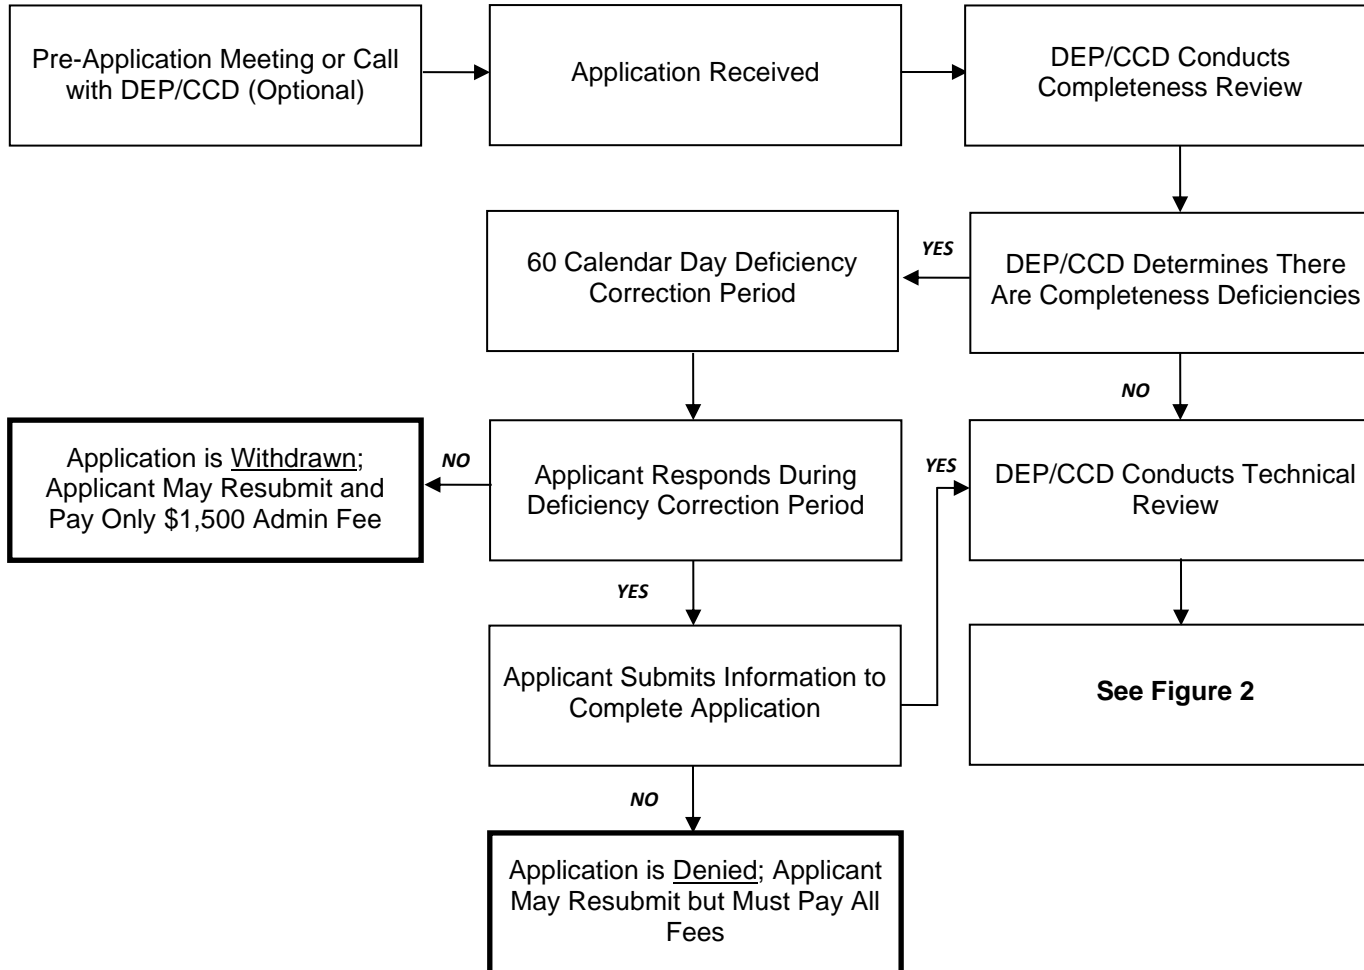 Pre-Application Meeting or Call
with DEP/CCD (Optional)
Application Received
DEP/CCD Conducts
Completeness Review
60 Calendar Day Deficiency
Correction Period
YES
DEP/CCD Determines There
Are Completeness Deficiencies
NO
Application is Withdrawn;
Applicant May Resubmit and
Pay Only $1,500 Admin Fee
NO
Applicant Responds During
Deficiency Correction Period
YES
DEP/CCD Conducts Technical
Review
YES
Applicant Submits Information to
Complete Application
See Figure 2
NO
Application is Denied; Applicant
May Resubmit but Must Pay All
Fees